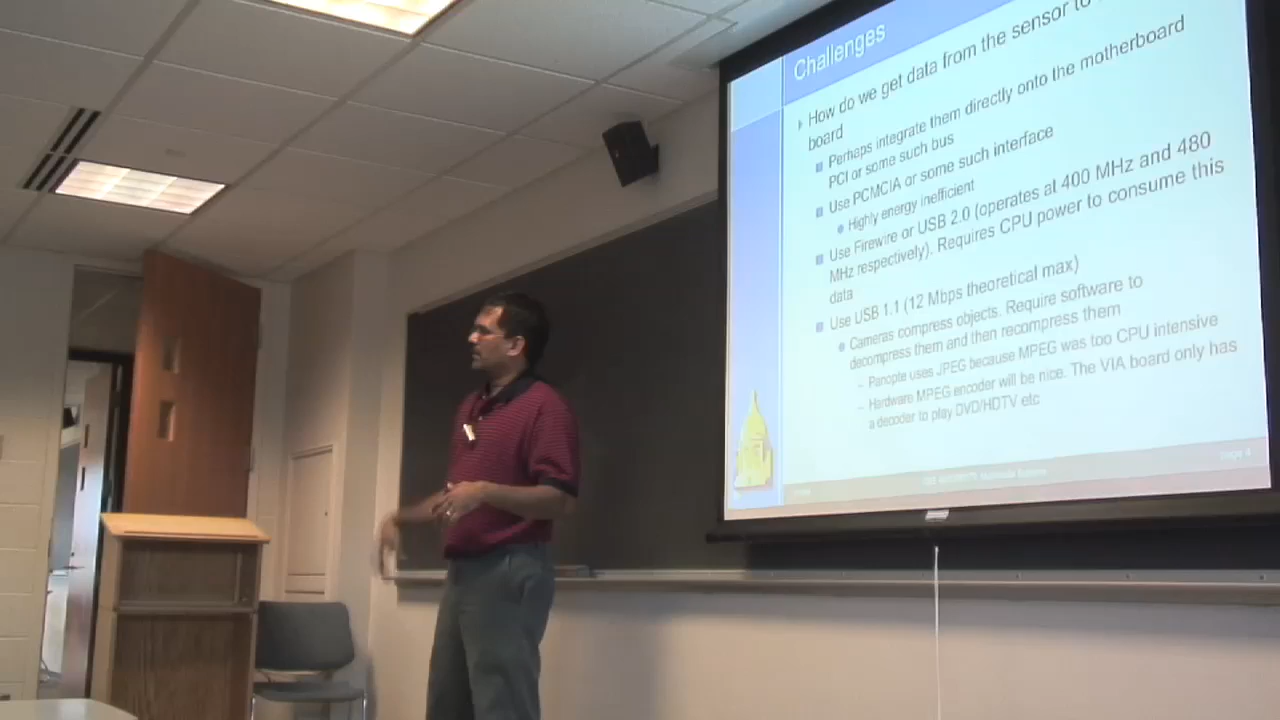 Challenges
How do we get data from the sensor to
board
Perhaps integrate them directly onto the motherboard
PCI or some such bus
Use PCMCIA or some such interface
Highly energy inefficient
Use Firewire or USB 2.0 (operates at 400 MHz and 480
MHz respectively). Requires CPU power to consume this
data
Use USB 1.1 (12 Mbps theoretical max)
Cameras compress objects. Require software to
decompress them and then recompress them
– Panopte uses JPEG because MPEG was too CPU intensive
– Hardware MPEG encoder will be nice. The VIA board only has
a decoder to play DVD/HDTV etc
Page 4